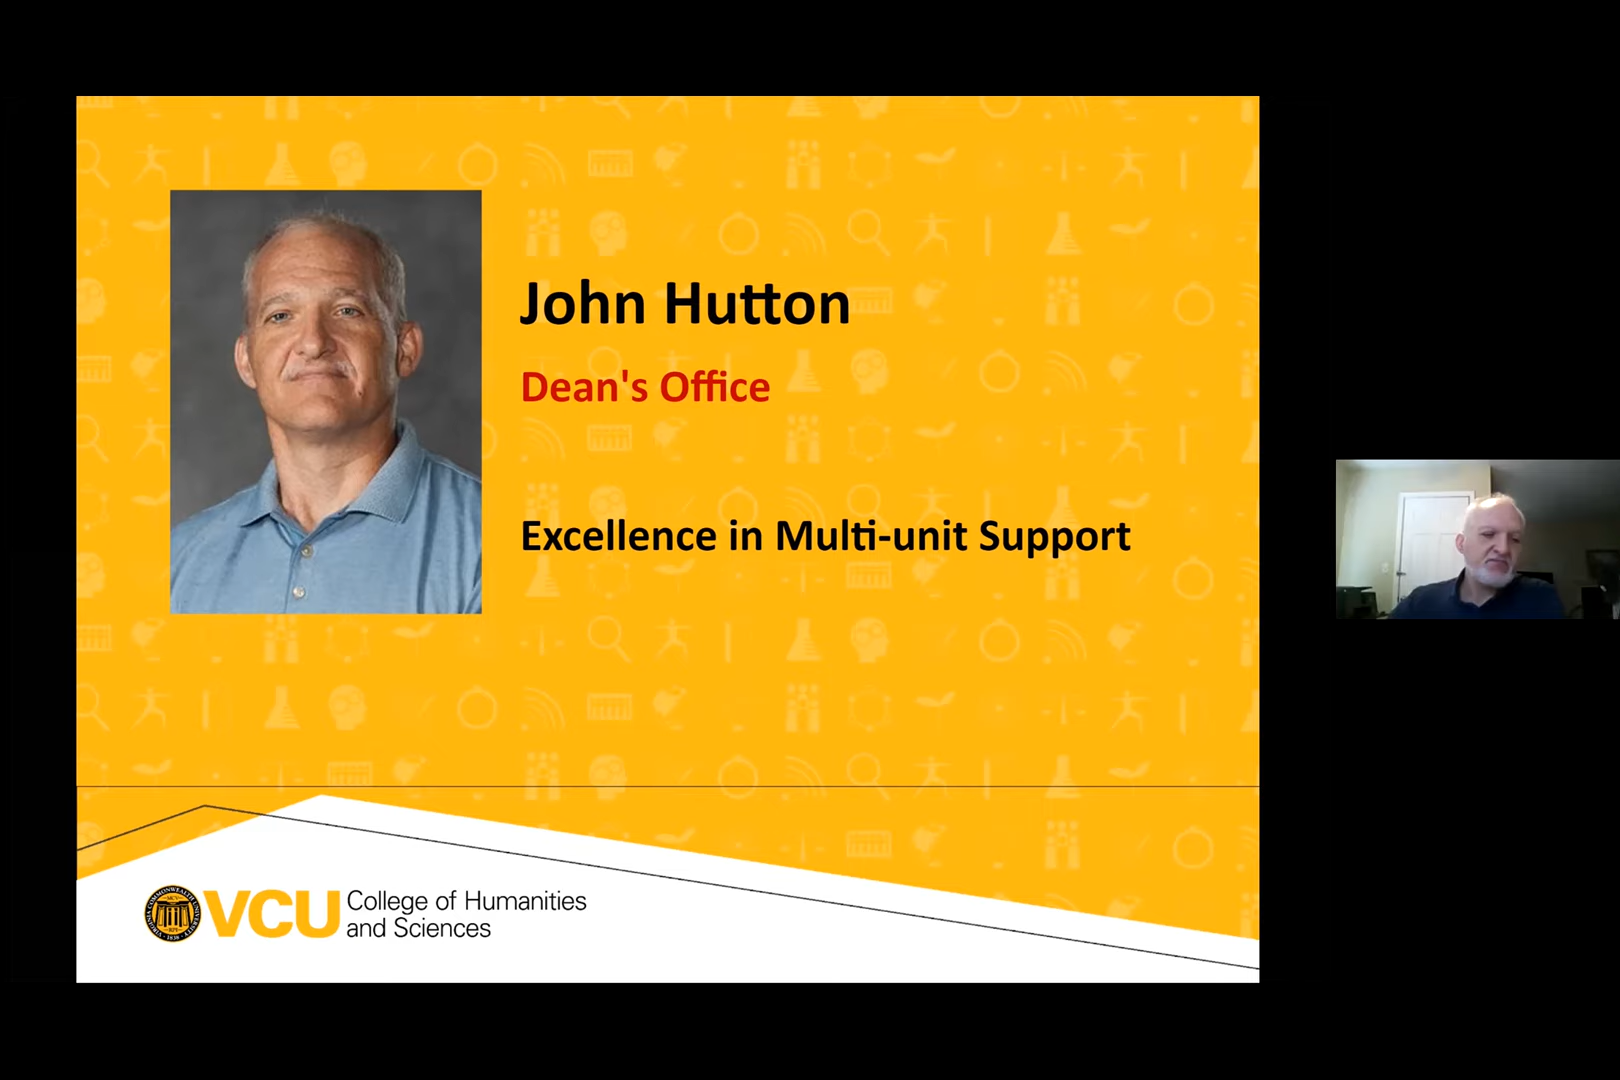 John Hutton
Dean's Office
Excellence in Multi-unit Support
VCU
College of Humanities
and Sciences